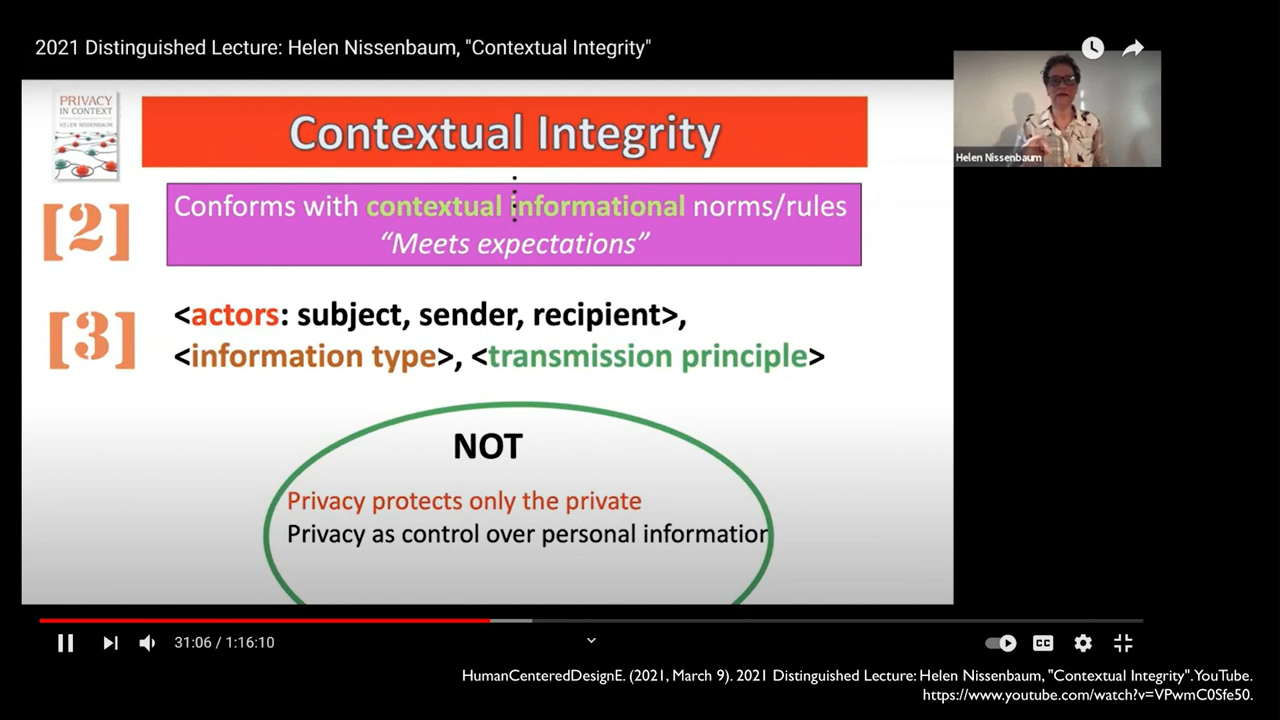 2021 Distinguished Lecture: Helen Nissenbaum, "Contextual Integrity"
PRIVACY
IN CONTEXT
HELEN NISSENBAUM
Contextual Integrity
Helen Nissenbaum
[2]
Conforms with contextual informational norms/rules
“Meets expectations”
[3]
<actors: subject, sender, recipient>,
<information type>, <transmission principle>
NOT
Privacy protects only the private
Privacy as control over personal information
31:06 / 1:16:10
CC
HumanCenteredDesignE. (2021, March 9). 2021 Distinguished Lecture: Helen Nissenbaum, "Contextual Integrity". YouTube.
https://www.youtube.com/watch?v=VPwmC0Sfe50.